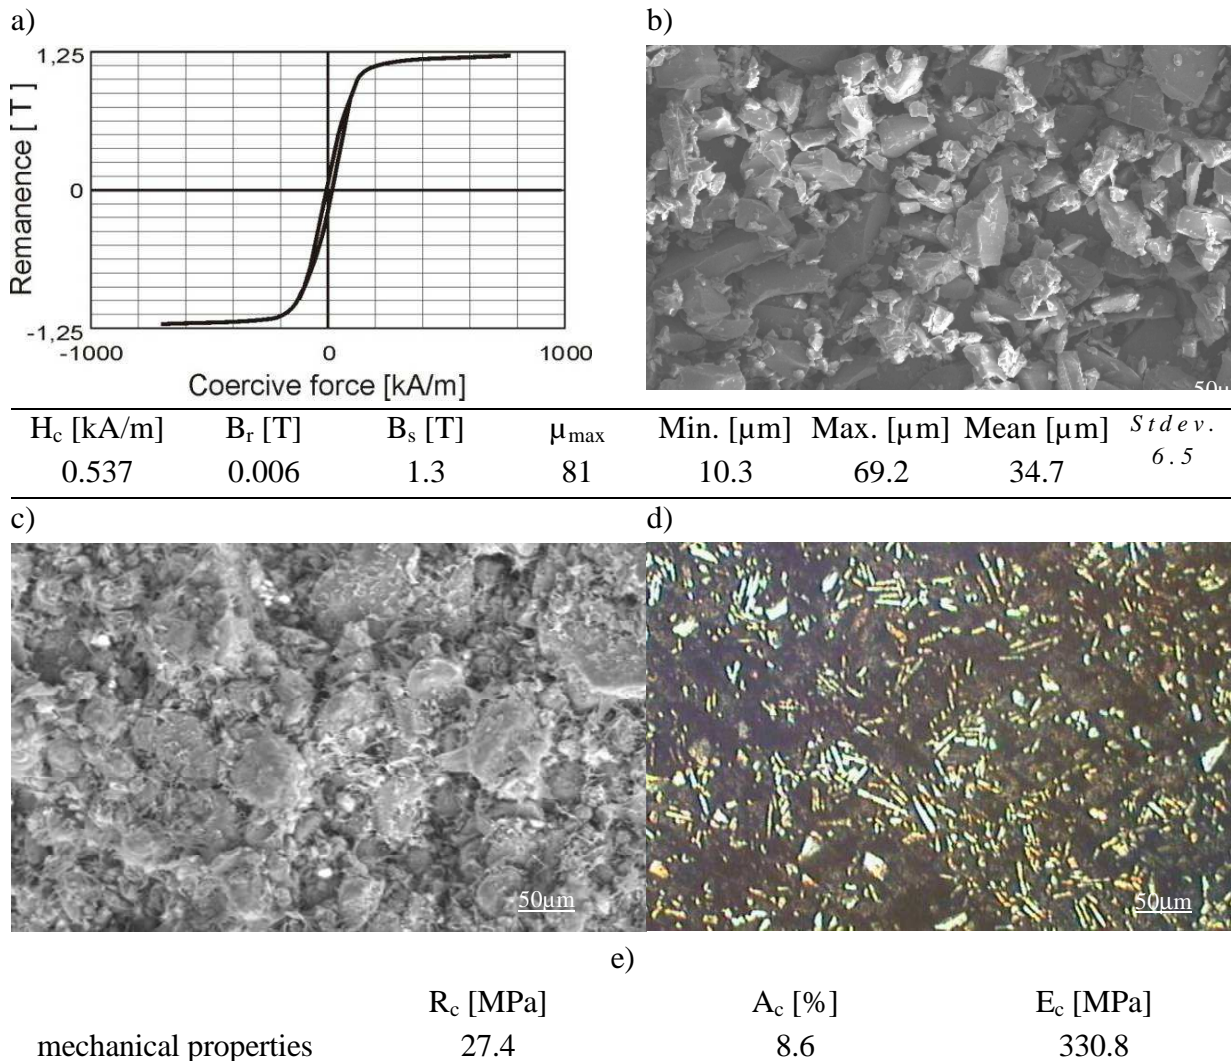 a)
b)
1,25
0
-1,25
Remanence [ T ]
-1000
0
1000
Coercive force [kA/m]
50µ
Hc [kA/m] Br [T] Bs [T] µmax Min. [µm] Max. [µm] Mean [µm] Stdev.
6.5
0.537 0.006 1.3 81 10.3 69.2 34.7
c)
d)
50µm
50µm
e)
Rc [MPa] Ac [%] Ec [MPa]
mechanical properties 27.4 8.6 330.8